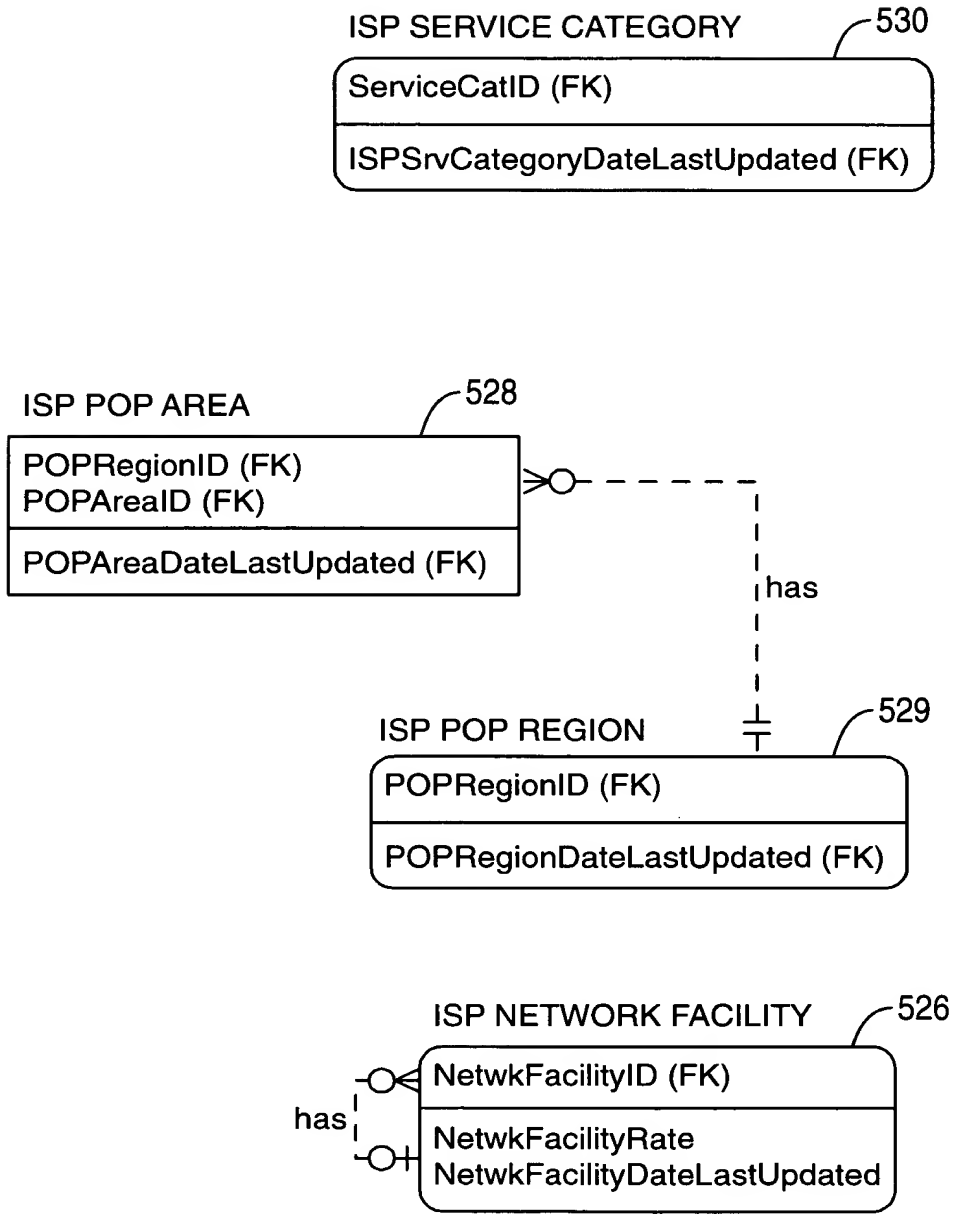 ISP SERVICE CATEGORY
530
ServiceCatID (FK)
ISPSrvCategoryDateLastUpdated (FK)
ISP POP AREA
528
POPRegionID (FK)
POPAreaID (FK)
POPAreaDateLastUpdated (FK)
has
ISP POP REGION
529
POPRegionID (FK)
POPRegionDateLastUpdated (FK)
ISP NETWORK FACILITY
526
NetwkFacilityID (FK)
has
NetwkFacilityRate
NetwkFacilityDateLastUpdated